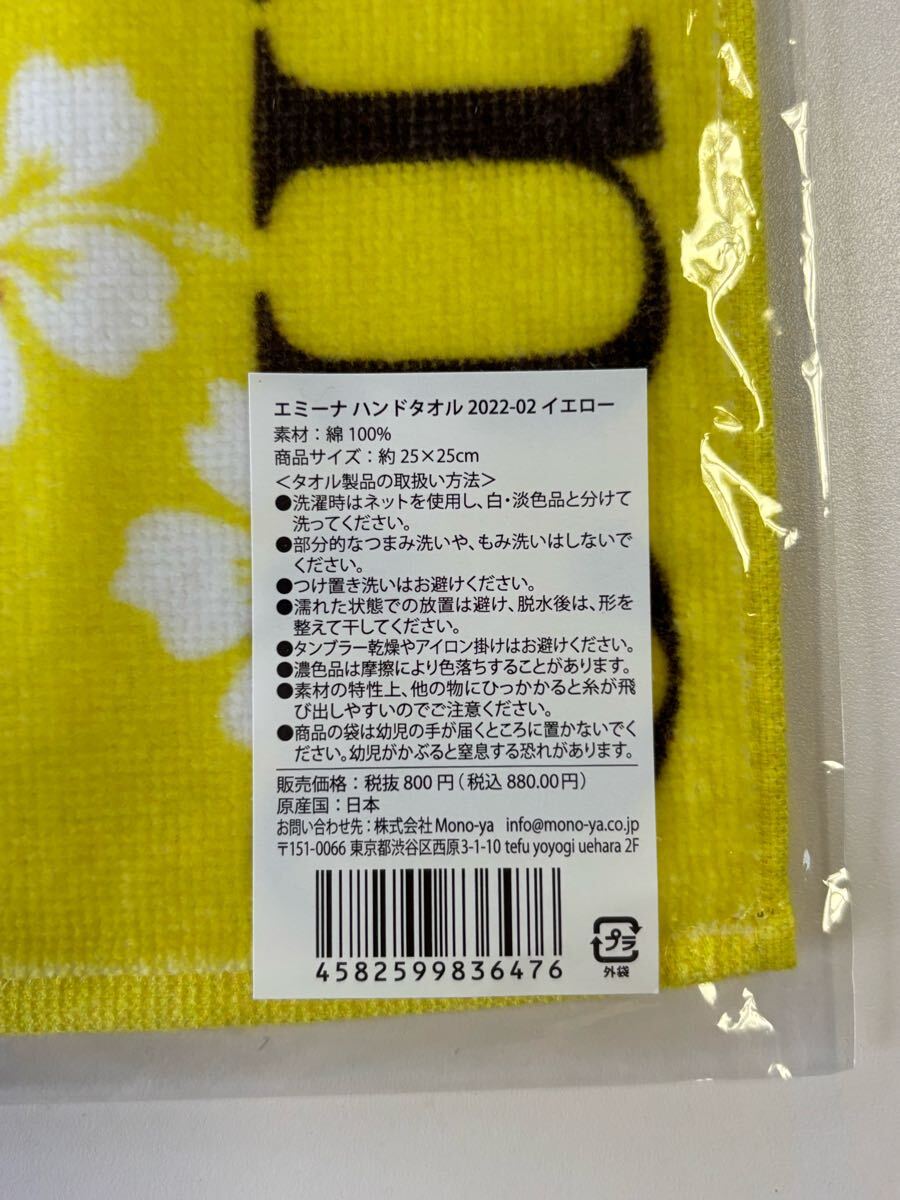 エミーナ ハンドタオル 2022-02 イエロー
素材：綿 100%
商品サイズ：約 25×25cm
＜タオル製品の取扱い方法＞
●洗濯時はネットを使用し、白・淡色品と分けて
洗ってください。
●部分的なつまみ洗いや、もみ洗いはしないで
ください。
●つけ置き洗いはお避けください。
●濡れた状態での放置は避け、脱水後は、形を
整えて干してください。
●タンブラー乾燥やアイロン掛けはお避けください。
●濃色品は摩擦により色落ちすることがあります。
●素材の特性上、他の物にひっかかると糸が飛
び出しやすいのでご注意ください。
●商品の袋は幼児の手が届くところに置かないでく
ださい。幼児がかぶると窒息する恐れがあります。
販売価格：税抜 800 円（税込 880.00円）
原産国：日本
お問い合わせ先：株式会社Mono-ya info@mono-ya.co.jp
〒151-0066 東京都渋谷区西原3-1-10 tefu yoyogi uehara 2F
4582599836476
プラ
外袋